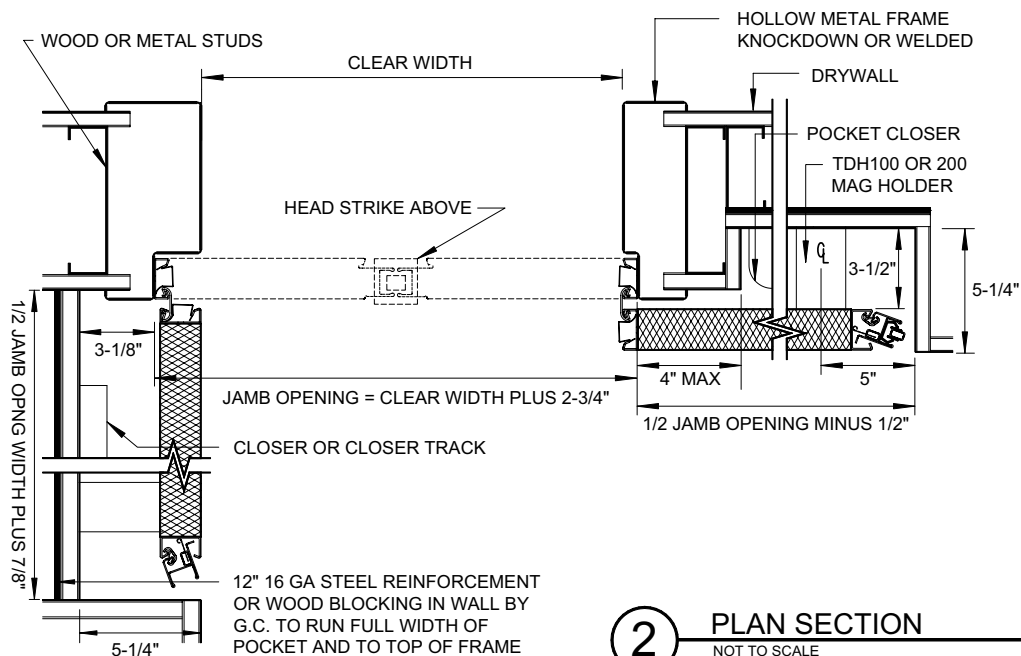 WOOD OR METAL STUDS
HOLLOW METAL FRAME
KNOCKDOWN OR WELDED
CLEAR WIDTH
DRYWALL
POCKET CLOSER
TDH100 OR 200
MAG HOLDER
HEAD STRIKE ABOVE
℄
3-1/2"
5-1/4"
1/2 JAMB OPNG WIDTH PLUS 7/8"
3-1/8"
4" MAX
5"
JAMB OPENING = CLEAR WIDTH PLUS 2-3/4"
1/2 JAMB OPENING MINUS 1/2"
CLOSER OR CLOSER TRACK
12" 16 GA STEEL REINFORCEMENT
OR WOOD BLOCKING IN WALL BY
G.C. TO RUN FULL WIDTH OF
POCKET AND TO TOP OF FRAME
5-1/4"
2
PLAN SECTION
NOT TO SCALE